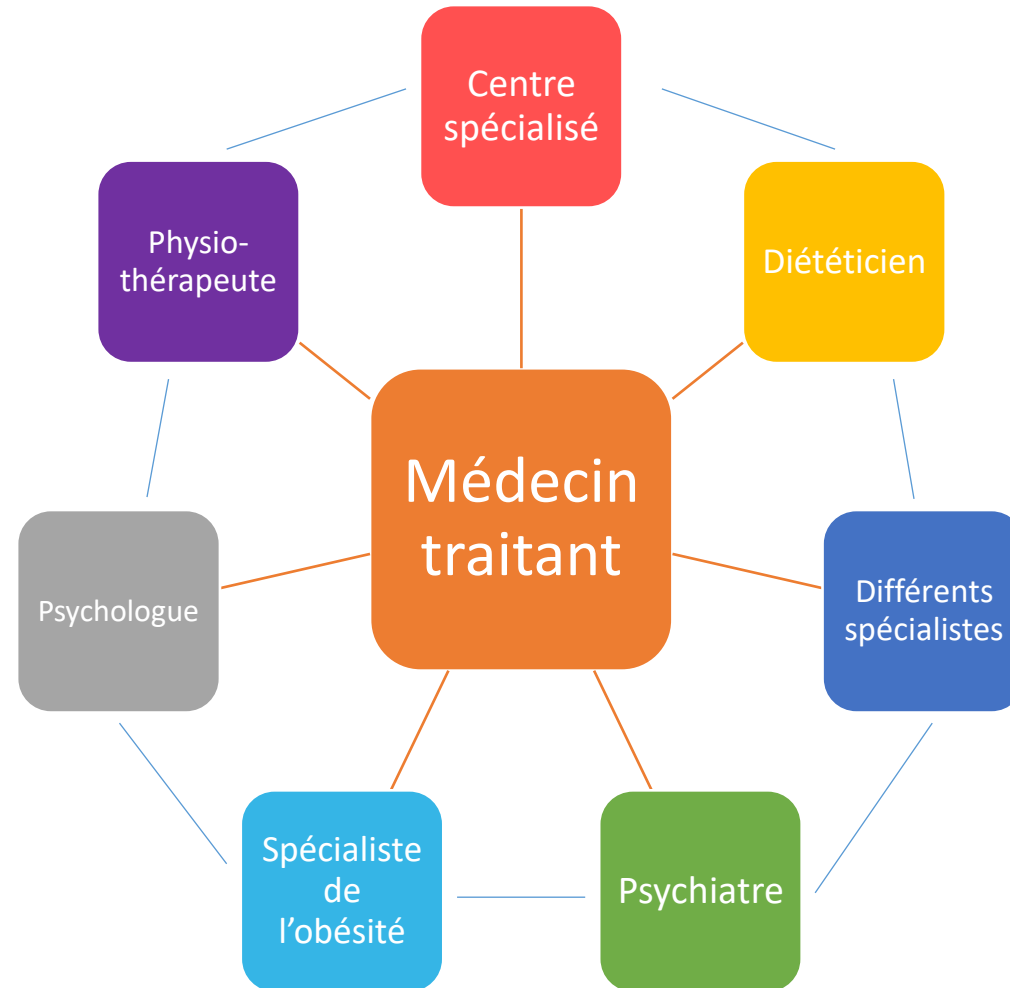 Centre
spécialisé
Diététicien
Différents
spécialistes
Psychiatre
Spécialiste
de
l’obésité
Psychologue
Physio-
thérapeute
Médecin
traitant